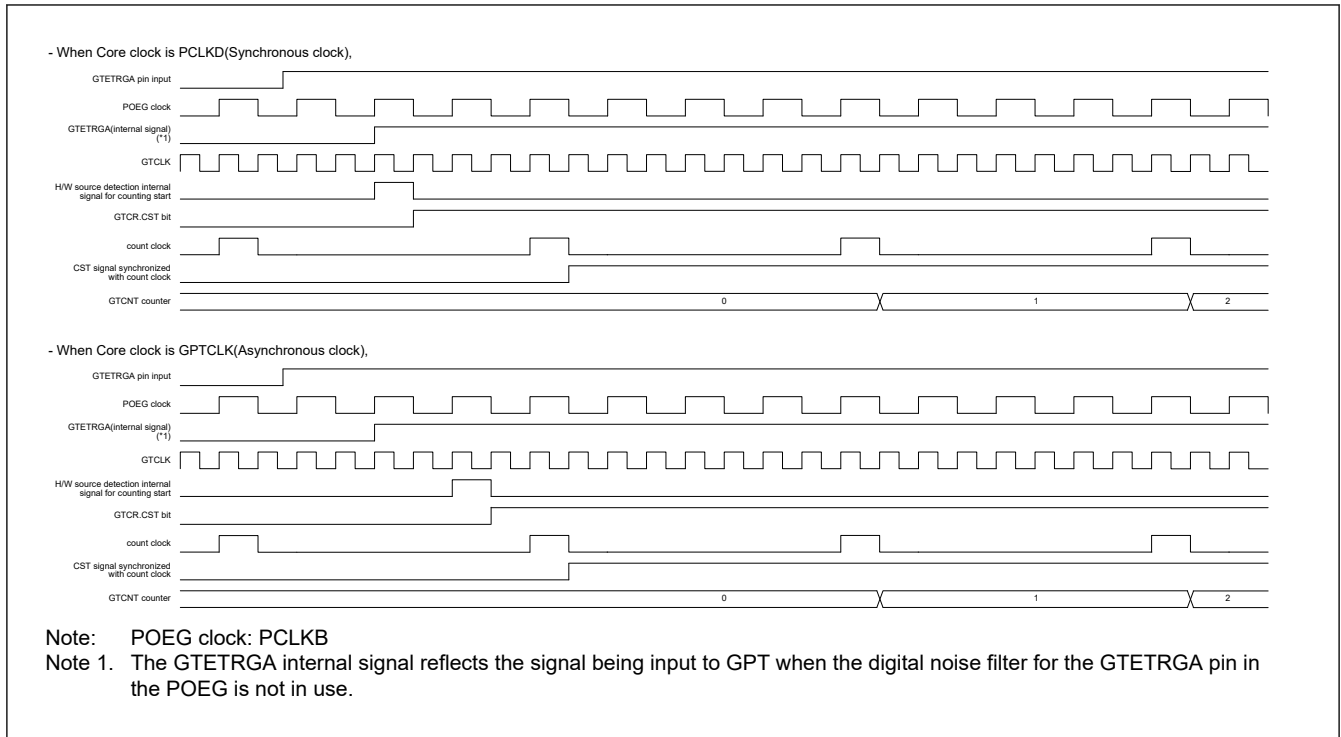 - When Core clock is PCLKD(Synchronous clock),
GTETRGA pin input
POEG clock
GTETRGA(internal signal)
(*1)
GTCLK
H/W source detection internal
signal for counting start
GTCR.CST bit
count clock
CST signal synchronized
with count clock
GTCNT counter 0 1 2
- When Core clock is GPTCLK(Asynchronous clock),
GTETRGA pin input
POEG clock
GTETRGA(internal signal)
(*1)
GTCLK
H/W source detection internal
signal for counting start
GTCR.CST bit
count clock
CST signal synchronized
with count clock
GTCNT counter 0 1 2
Note: POEG clock: PCLKB
Note 1. The GTETRGA internal signal reflects the signal being input to GPT when the digital noise filter for the GTETRGA pin in
the POEG is not in use.